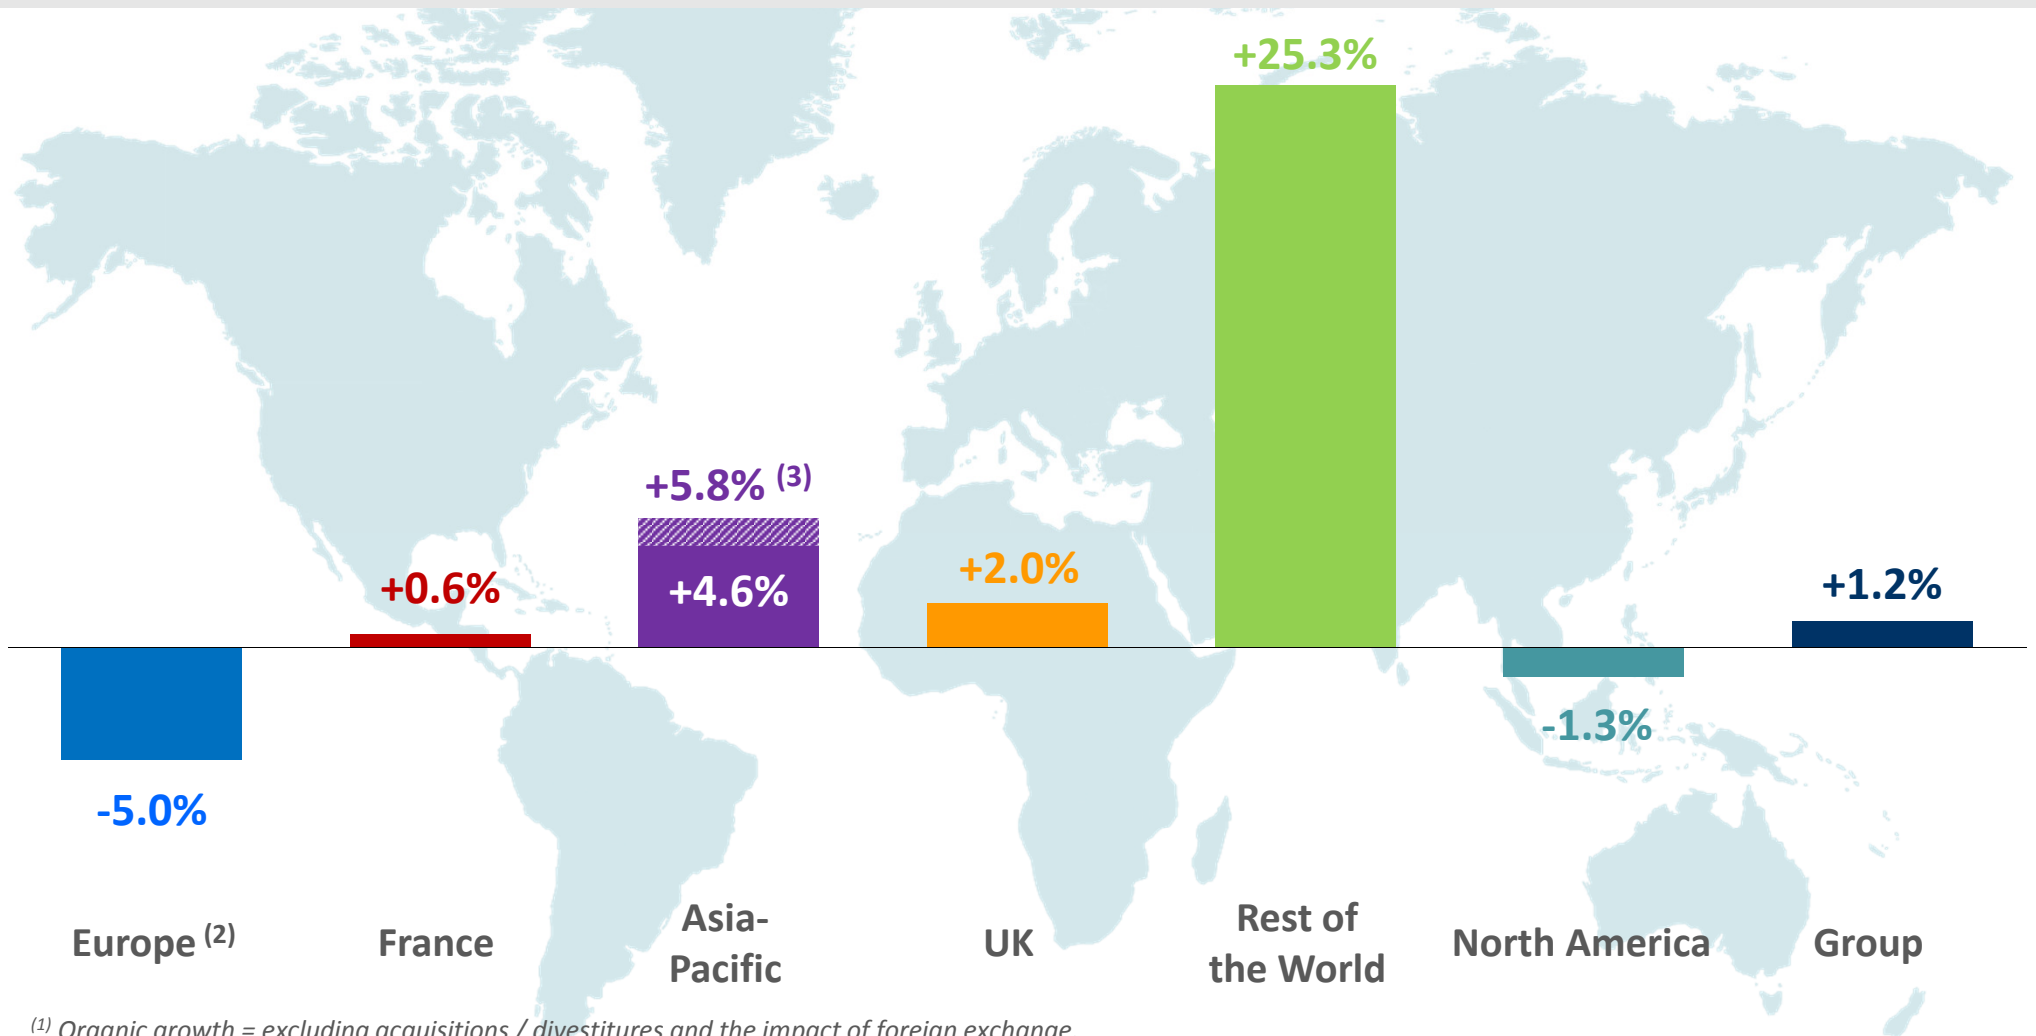 +25.3%
+5.8% (3)
+4.6%
+0.6%
+2.0%
+1.2%
-1.3%
-5.0%
Europe (2)
France
Asia-
Pacific
UK
Rest of
the World
North America
Group
(1) Organic growth = excluding acquisitions / divestitures and the impact of foreign exchange